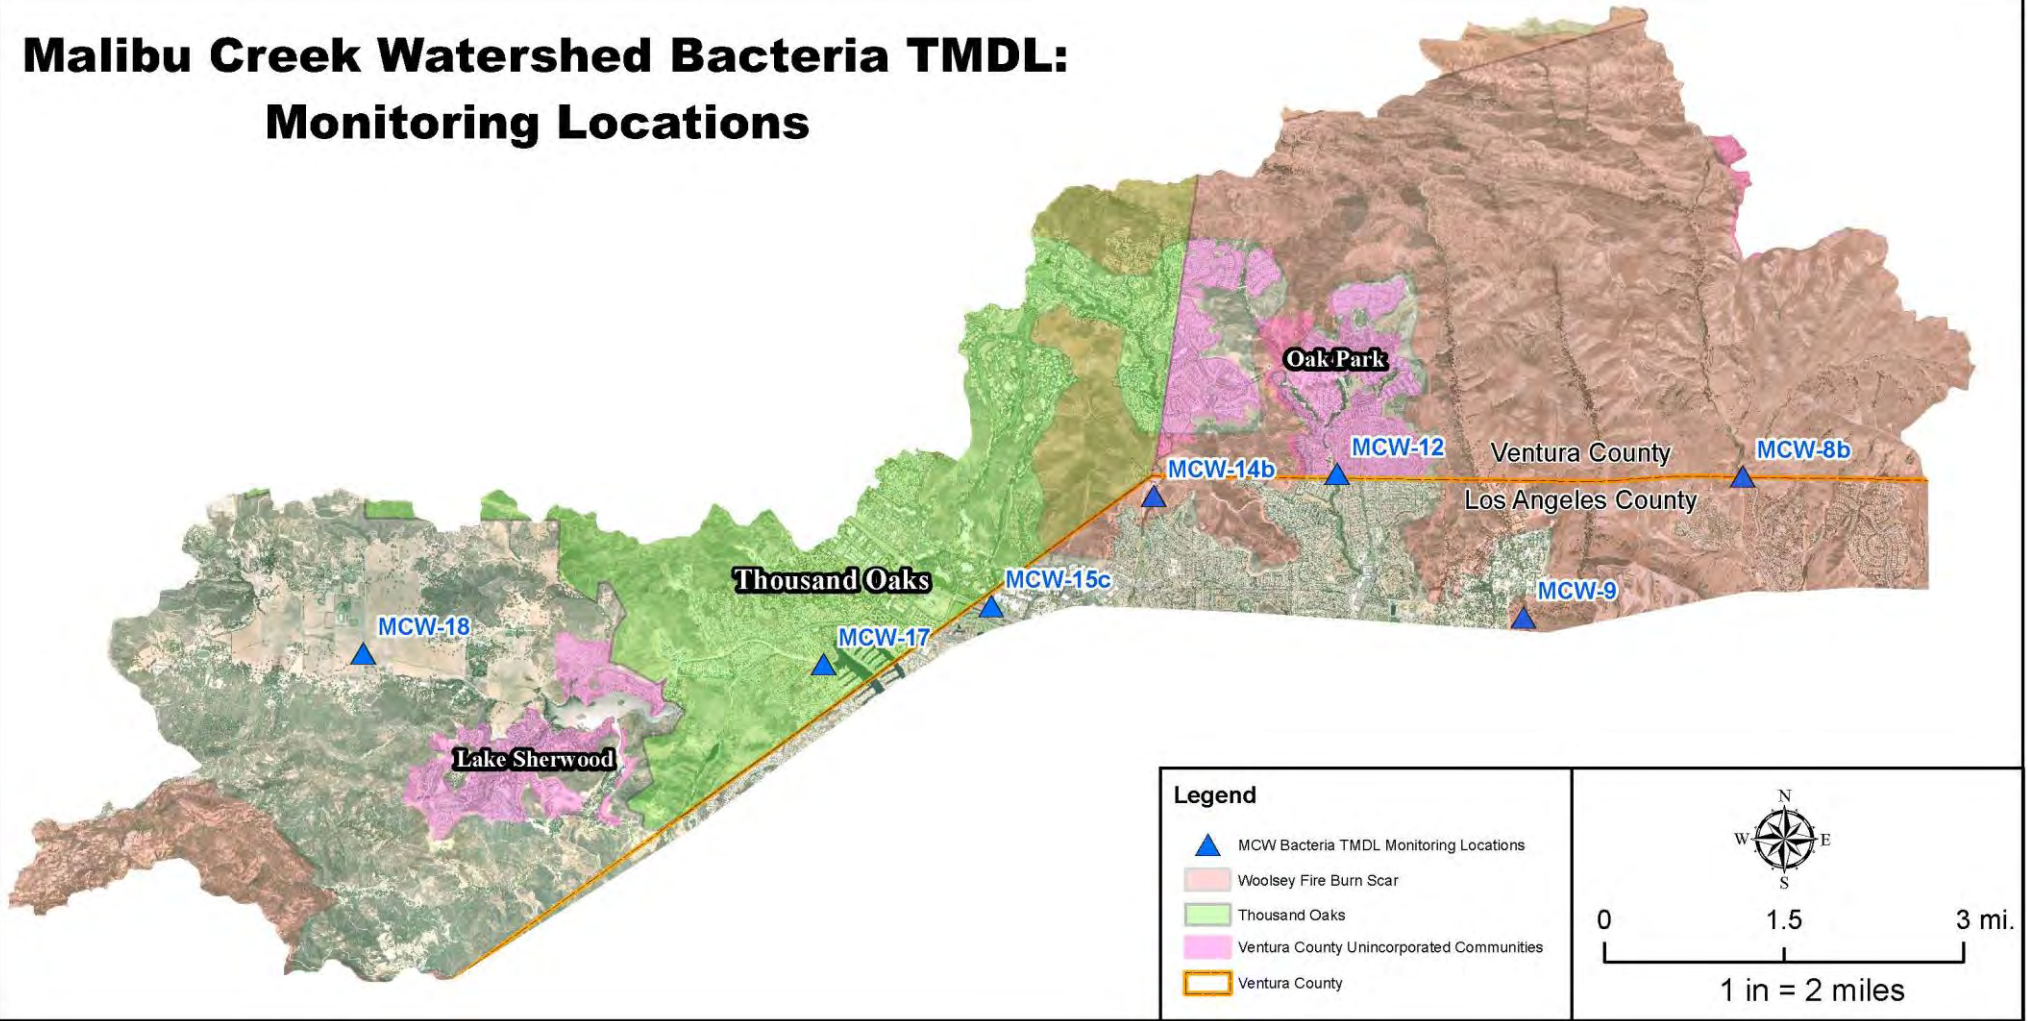 Malibu Creek Watershed Bacteria TMDL:
Monitoring Locations
Oak Park
MCW-12
Ventura County
MCW-8b
MCW-14b
Los Angeles County
Thousand Oaks
MCW-15c
MCW-9
MCW-18
MCW-17
Lake Sherwood
Legend
MCW Bacteria TMDL Monitoring Locations
Woolsey Fire Burn Scar
Thousand Oaks
Ventura County Unincorporated Communities
Ventura County
N
W E
S
0 1.5 3 mi.
1 in = 2 miles